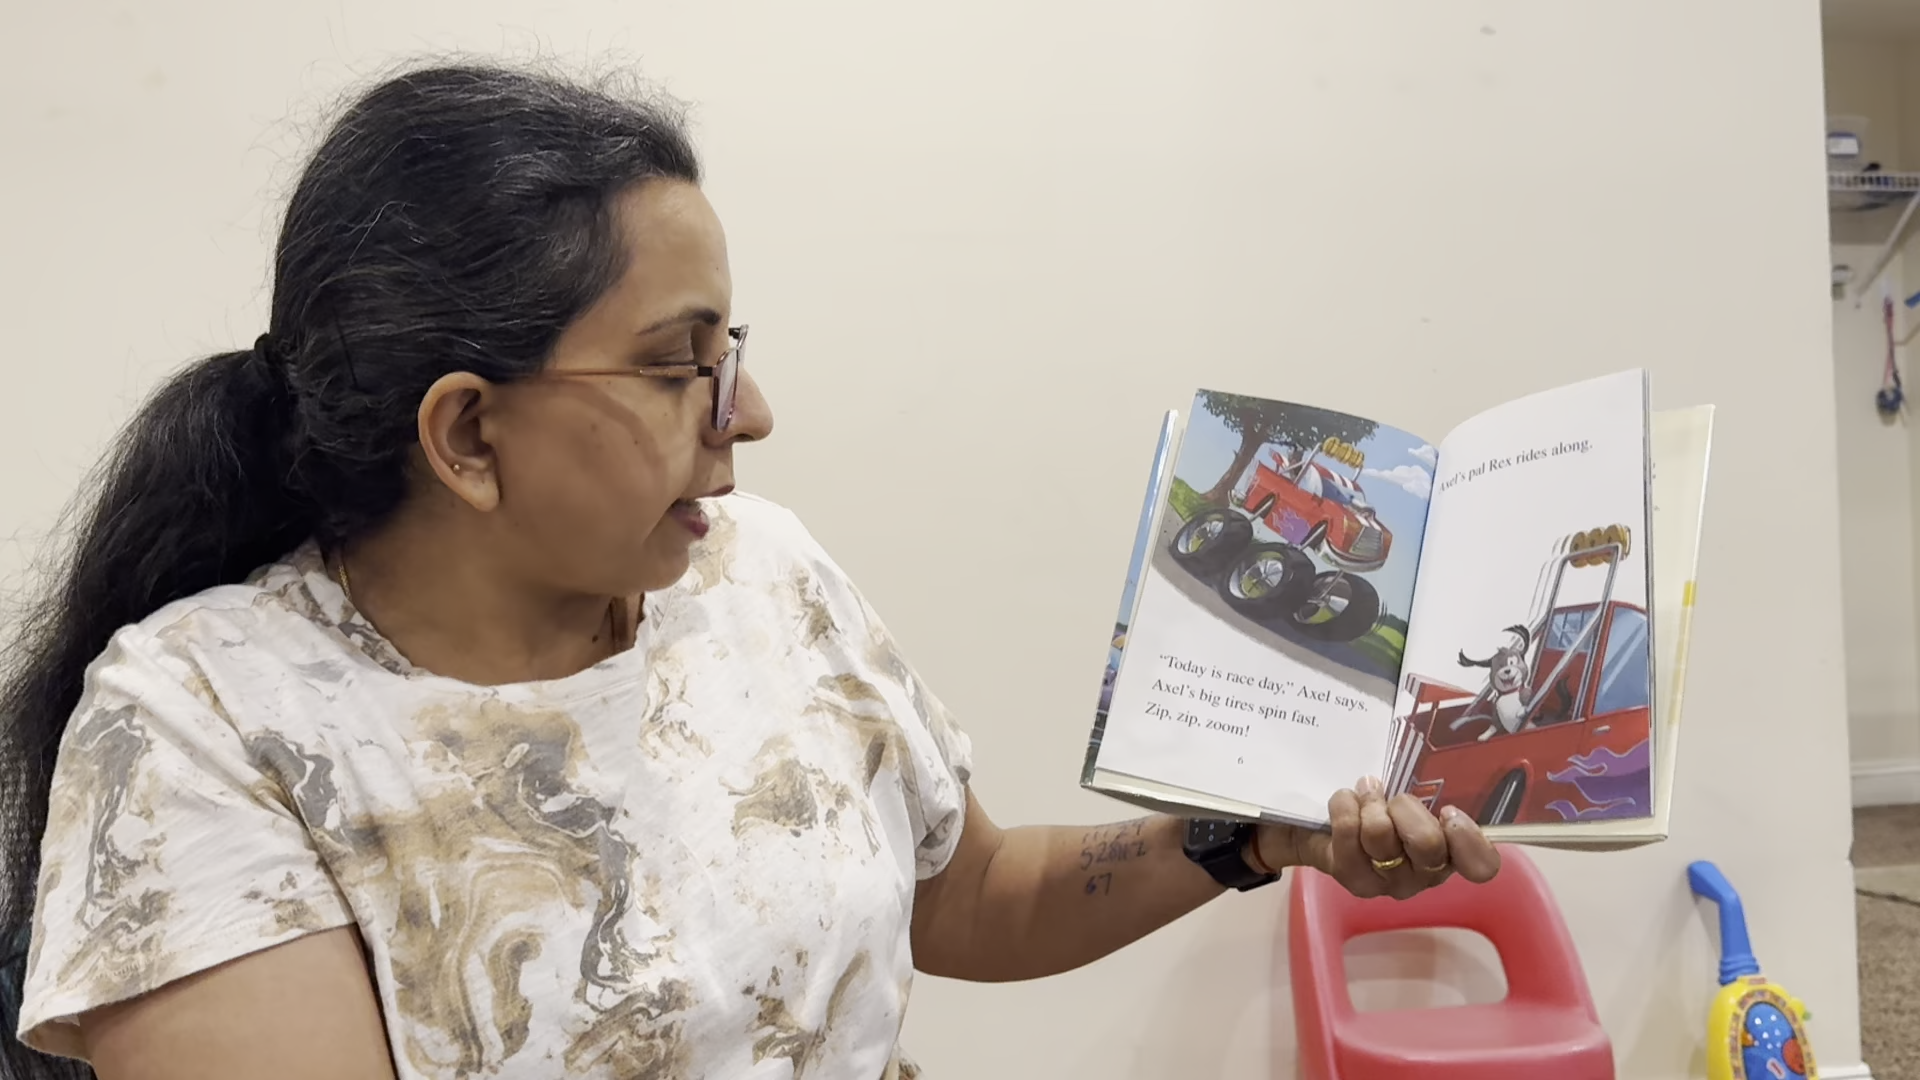 “Today is race day,” Axel says.
Axel’s big tires spin fast.
Zip, zip, zoom!
6
Axel’s pal Rex rides along.
67